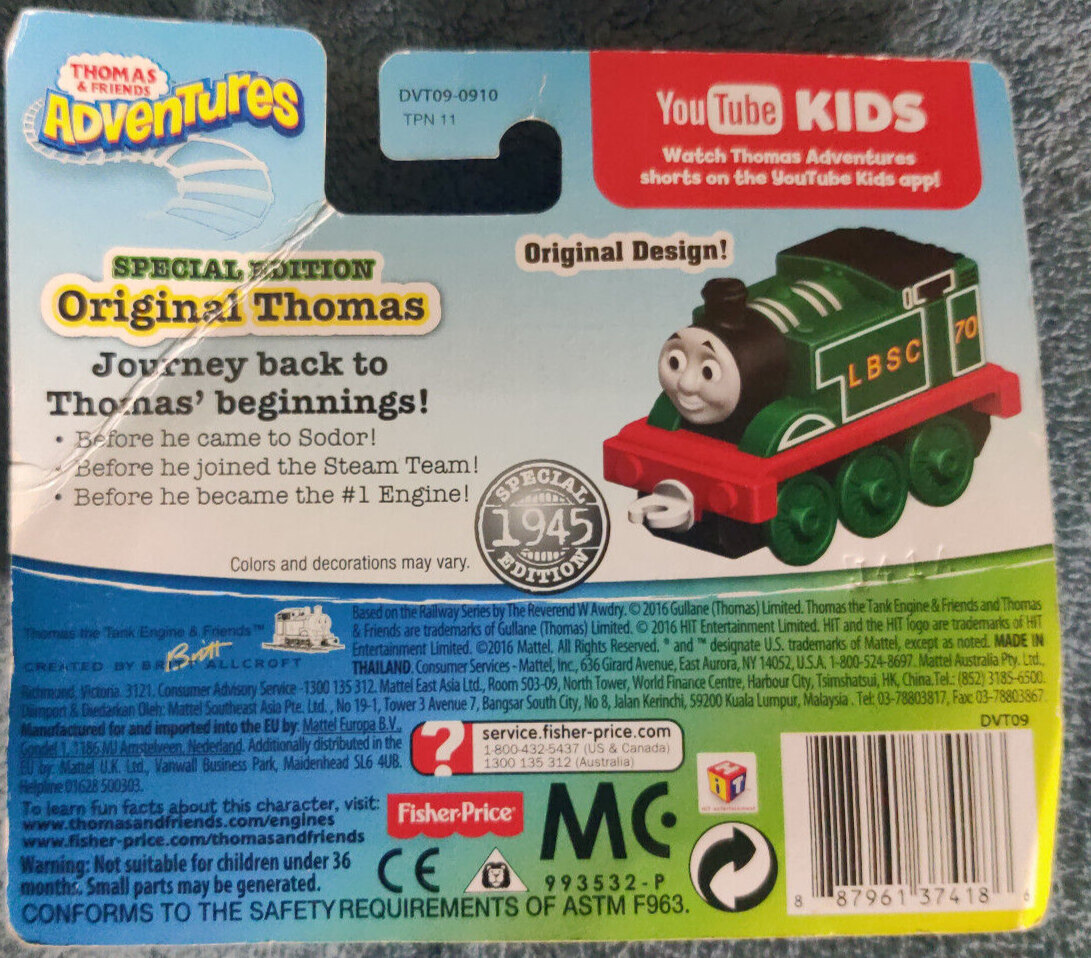 THOMAS
& FRIENDS
ADVENTURES
DVT09-0910
TPN 11
YouTube KIDS
Watch Thomas Adventures
shorts on the YouTube Kids app!
SPECIAL EDITION
Original Thomas
Original Design!
Journey back to
Thomas' beginnings!
• Before he came to Sodor!
• Before he joined the Steam Team!
• Before he became the #1 Engine!
LBSC
70
SPECIAL
1945
EDITION
Colors and decorations may vary.
Thomas the Tank Engine & Friends™
CREATED BY BRITT ALLCROFT
Britt
Based on the Railway Series by The Reverend W Awdry. © 2016 Gullane (Thomas) Limited. Thomas the Tank Engine & Friends and Thomas
& Friends are trademarks of Gullane (Thomas) Limited. © 2016 HIT Entertainment Limited. HIT and the HIT logo are trademarks of HIT
Entertainment Limited. ©2016 Mattel. All Rights Reserved. ® and ™ designate U.S. trademarks of Mattel, except as noted. MADE IN
THAILAND. Consumer Services - Mattel, Inc., 636 Girard Avenue, East Aurora, NY 14052, U.S.A. 1-800-524-8697. Mattel Australia Pty. Ltd.,
Richmond, Victoria. 3121. Consumer Advisory Service -1300 135 312. Mattel East Asia Ltd., Room 503-09, North Tower, World Finance Centre, Harbour City, Tsimshatsui, HK, China. Tel.: (852) 3185-6500.
Diimport & Diedarkan Oleh: Mattel Southeast Asia Pte. Ltd., No 19-1, Tower 3 Avenue 7, Bangsar South City, No 8, Jalan Kerinchi, 59200 Kuala Lumpur, Malaysia. Tel: 03-78803817, Fax: 03-78803867.
Manufactured for and imported into the EU by: Mattel Europa B.V.,
Gondel 1, 1186 MJ Amstelveen, Nederland. Additionally distributed in the
EU by: Mattel U.K. Ltd., Vanwall Business Park, Maidenhead SL6 4UB.
Helpline 01628 500303.
DVT09
?
service.fisher-price.com
1-800-432-5437 (US & Canada)
1300 135 312 (Australia)
To learn fun facts about this character, visit:
www.thomasandfriends.com/engines
www.fisher-price.com/thomasandfriends
Fisher-Price®
MC
HiT
Warning: Not suitable for children under 36
months. Small parts may be generated.
CE
993532-P
CONFORMS TO THE SAFETY REQUIREMENTS OF ASTM F963.
8 87961 37418 6